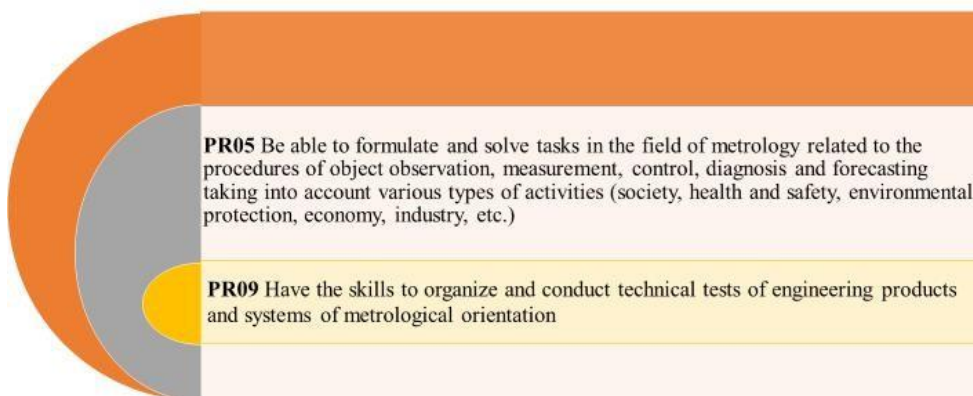 PR05 Be able to formulate and solve tasks in the field of metrology related to the
procedures of object observation, measurement, control, diagnosis and forecasting
taking into account various types of activities (society, health and safety, environmental
protection, economy, industry, etc.)
PR09 Have the skills to organize and conduct technical tests of engineering products
and systems of metrological orientation